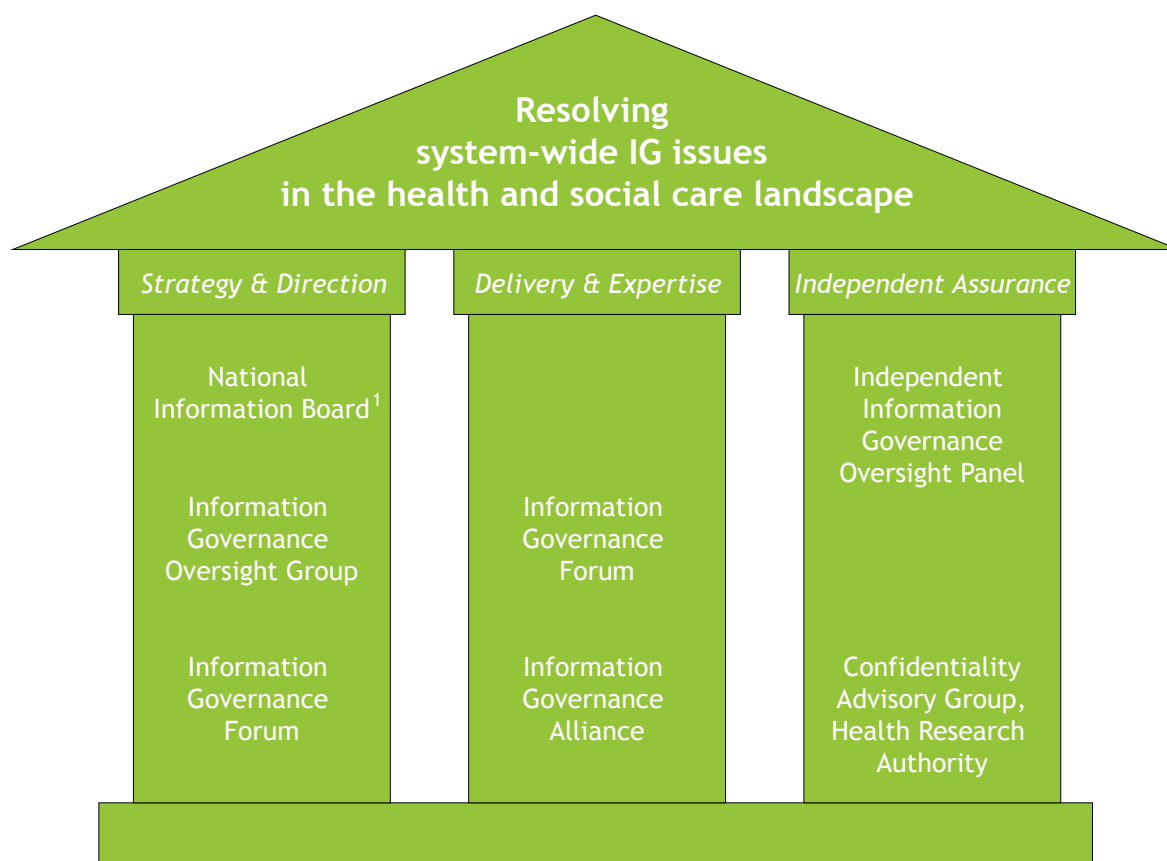 Resolving
system-wide IG issues
in the health and social care landscape
Strategy & Direction
Delivery & Expertise
Independent Assurance
National
Information Board¹
Information
Governance
Oversight Group
Information
Governance
Forum
Information
Governance
Forum
Information
Governance
Alliance
Independent
Information
Governance
Oversight Panel
Confidentiality
Advisory Group,
Health Research
Authority